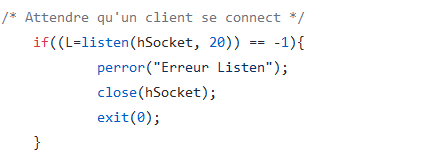 /* Attendre qu'un client se connect */
if((L=listen(hSocket, 20)) == -1){
perror("Erreur Listen");
close(hSocket);
exit(0);
}